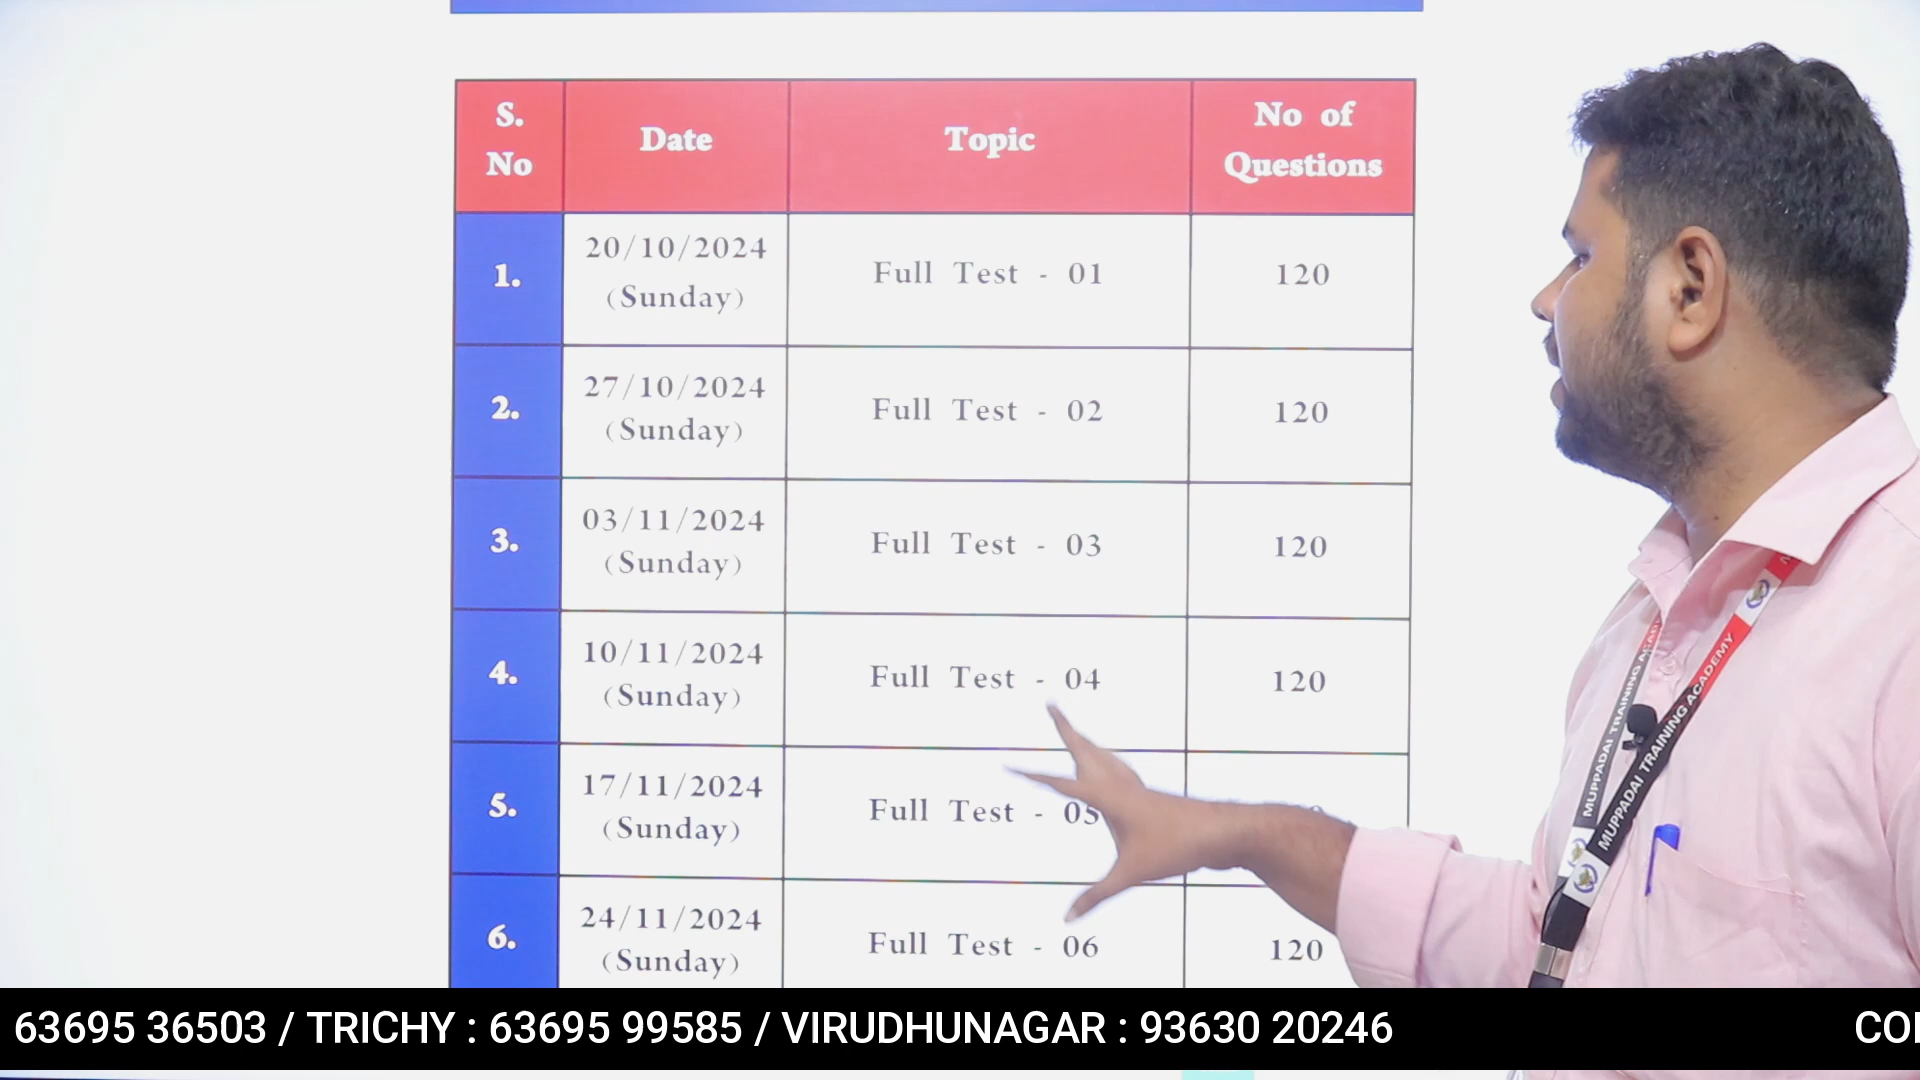 S.
No
Date
Topic
No of
Questions
1.
20/10/2024
(Sunday)
Full Test - 01
120
2.
27/10/2024
(Sunday)
Full Test - 02
120
3.
03/11/2024
(Sunday)
Full Test - 03
120
4.
10/11/2024
(Sunday)
Full Test - 04
120
5.
17/11/2024
(Sunday)
Full Test - 05
6.
24/11/2024
(Sunday)
Full Test - 06
120
MUPPADAI TRAINING
MUPPADAI TRAINING ACADEMY
63695 36503 / TRICHY : 63695 99585 / VIRUDHUNAGAR : 93630 20246